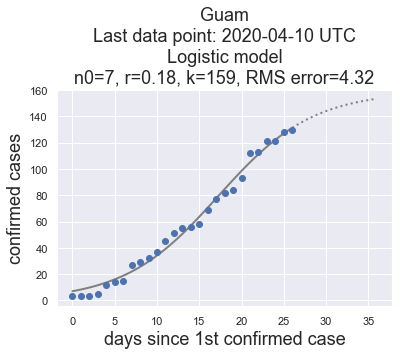 Guam
Last data point: 2020-04-10 UTC
Logistic model
n0=7, r=0.18, k=159, RMS error=4.32
160
140
120
100
80
60
40
20
0
confirmed cases
0 5 10 15 20 25 30 35
days since 1st confirmed case